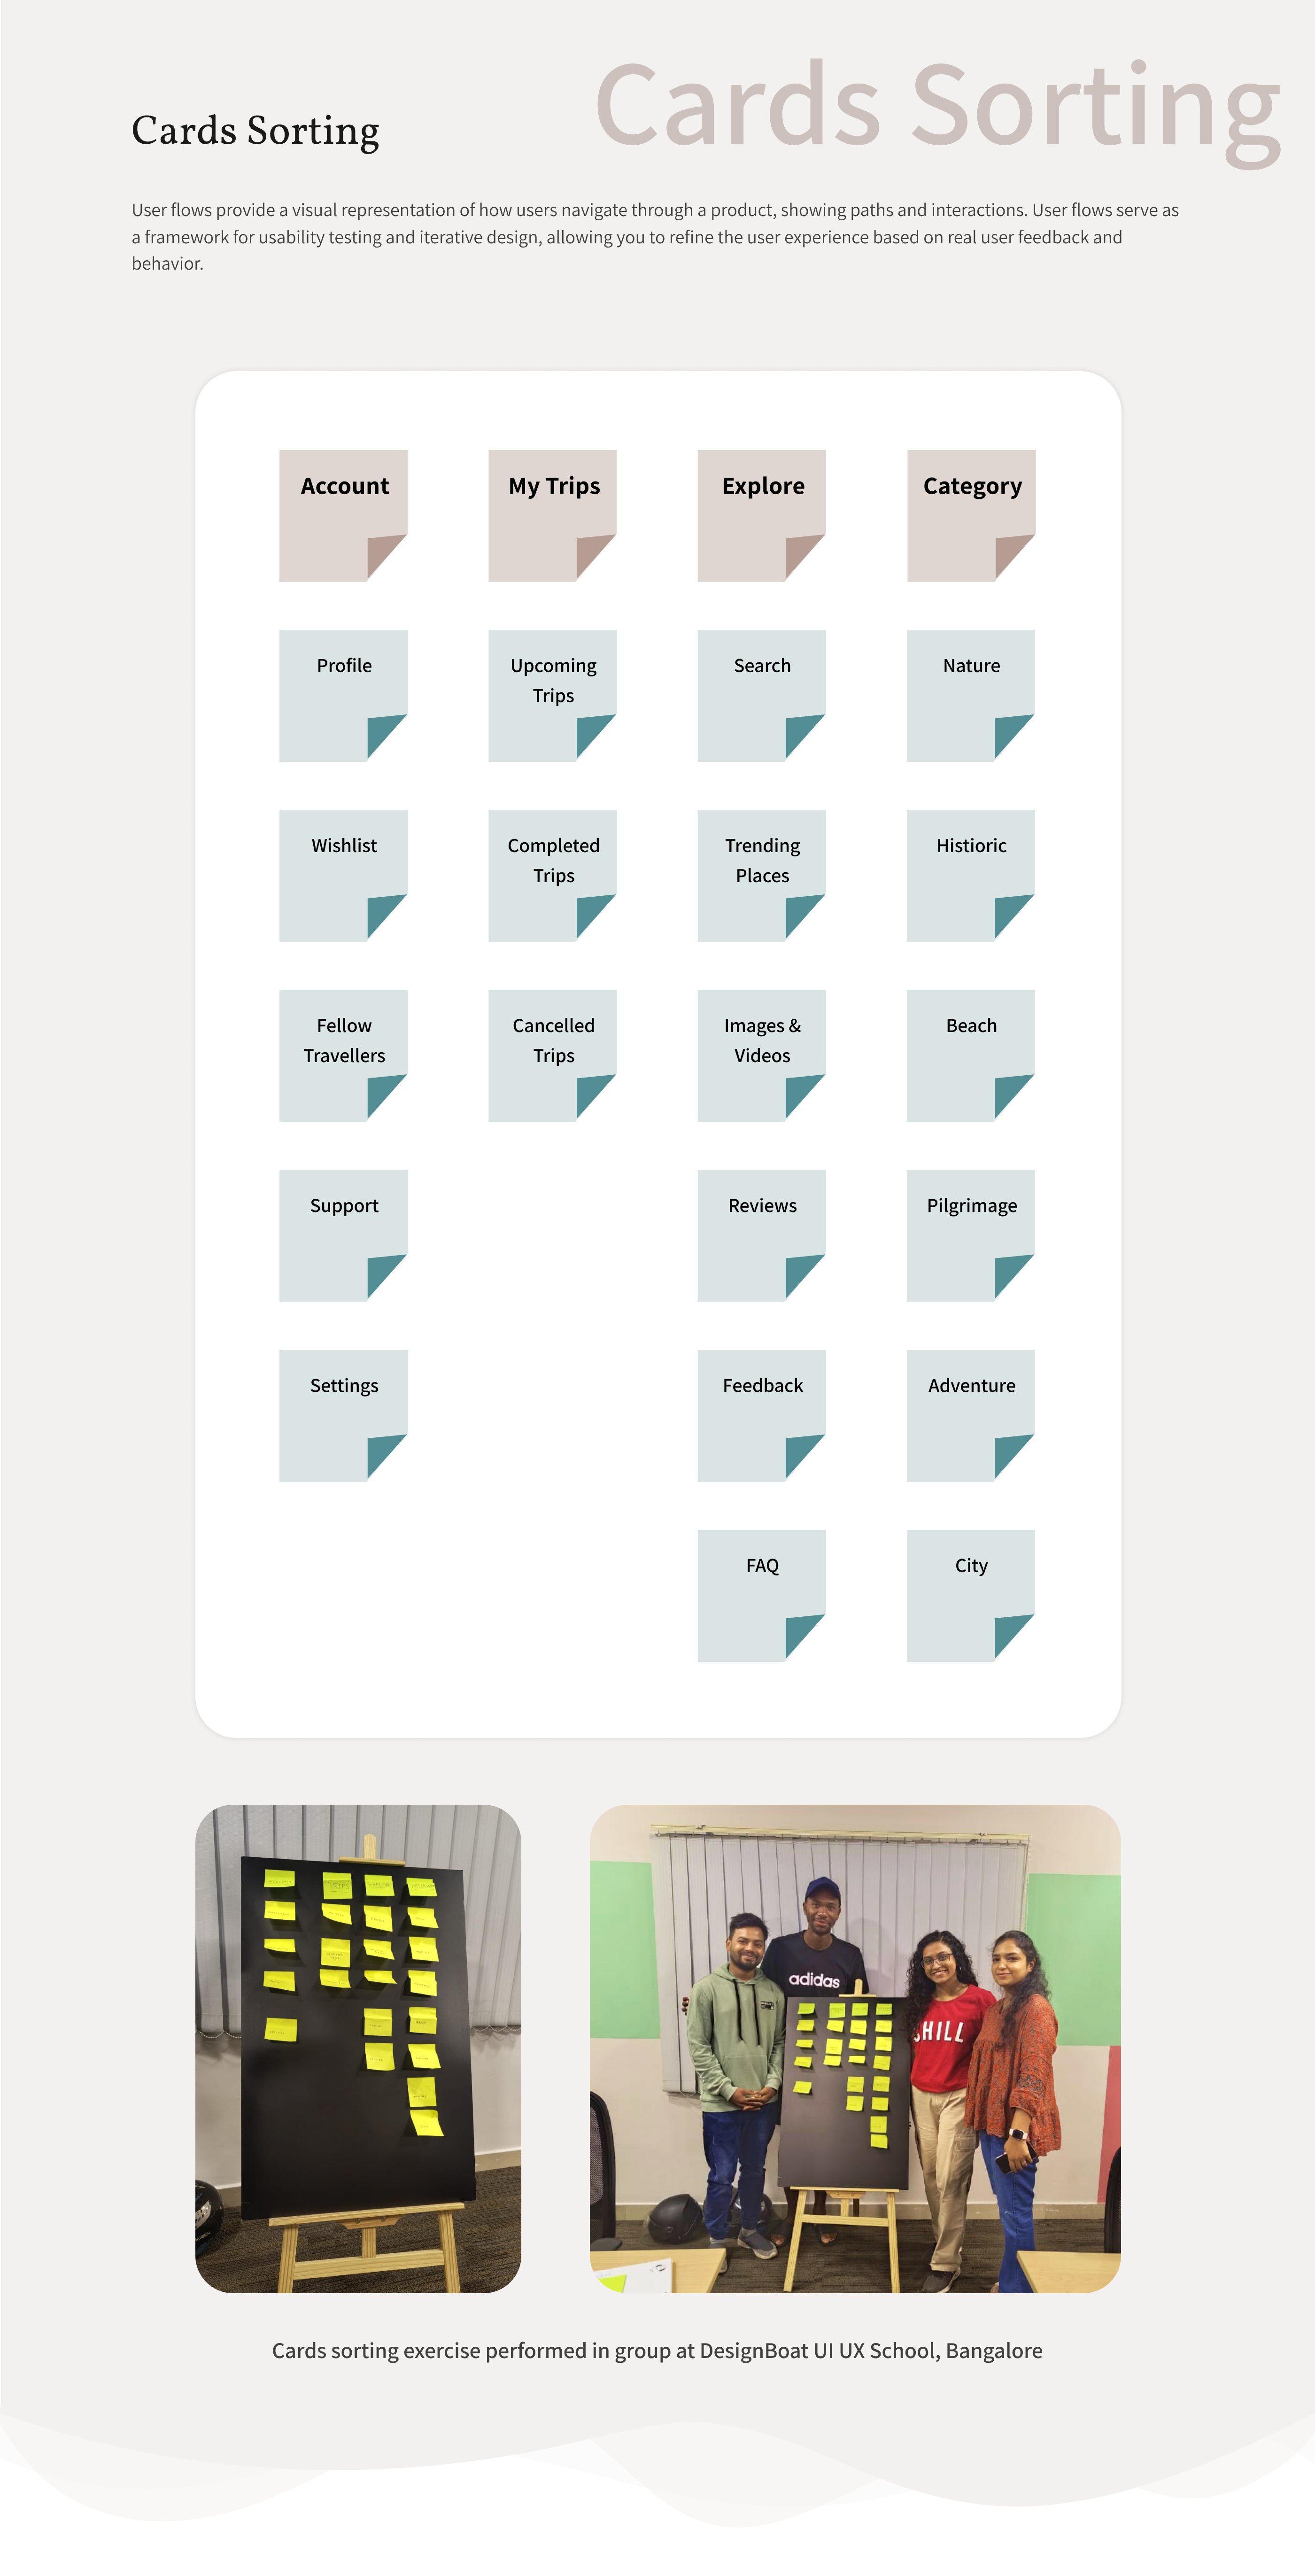 Cards Sorting
Cards Sorting
User flows provide a visual representation of how users navigate through a product, showing paths and interactions. User flows serve as
a framework for usability testing and iterative design, allowing you to refine the user experience based on real user feedback and
behavior.
Account
My Trips
Explore
Category
Profile
Upcoming
Trips
Search
Nature
Wishlist
Completed
Trips
Trending
Places
Histioric
Fellow
Travellers
Cancelled
Trips
Images &
Videos
Beach
Support
Reviews
Pilgrimage
Settings
Feedback
Adventure
FAQ
City
adidas
CHILL
Cards sorting exercise performed in group at DesignBoat UI UX School, Bangalore